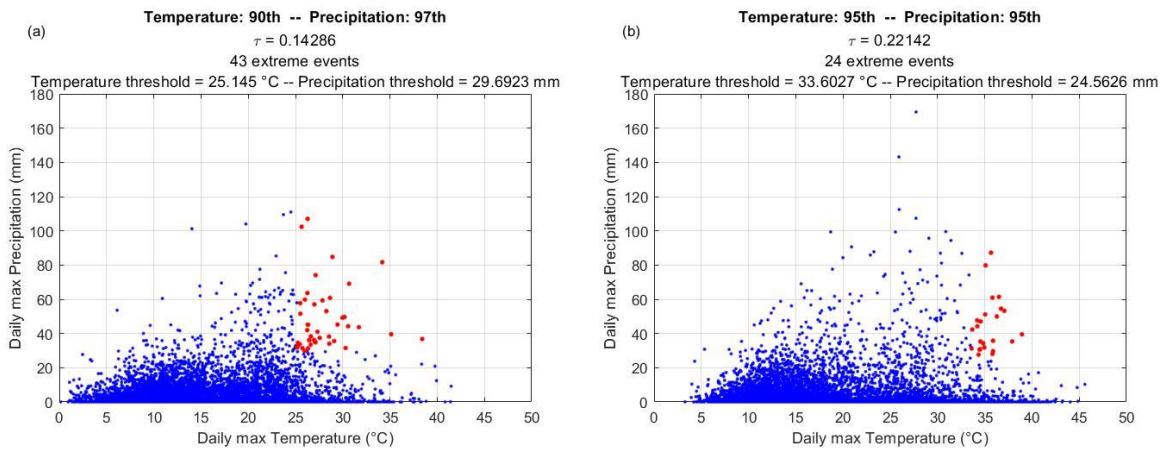 (a)
Temperature: 90th -- Precipitation: 97th
τ = 0.14286
43 extreme events
Temperature threshold = 25.145 °C -- Precipitation threshold = 29.6923 mm
180
160
140
120
100
80
60
40
20
0
Daily max Precipitation (mm)
0 5 10 15 20 25 30 35 40 45 50
Daily max Temperature (°C)
(b)
Temperature: 95th -- Precipitation: 95th
τ = 0.22142
24 extreme events
Temperature threshold = 33.6027 °C -- Precipitation threshold = 24.5626 mm
180
160
140
120
100
80
60
40
20
0
Daily max Precipitation (mm)
0 5 10 15 20 25 30 35 40 45 50
Daily max Temperature (°C)